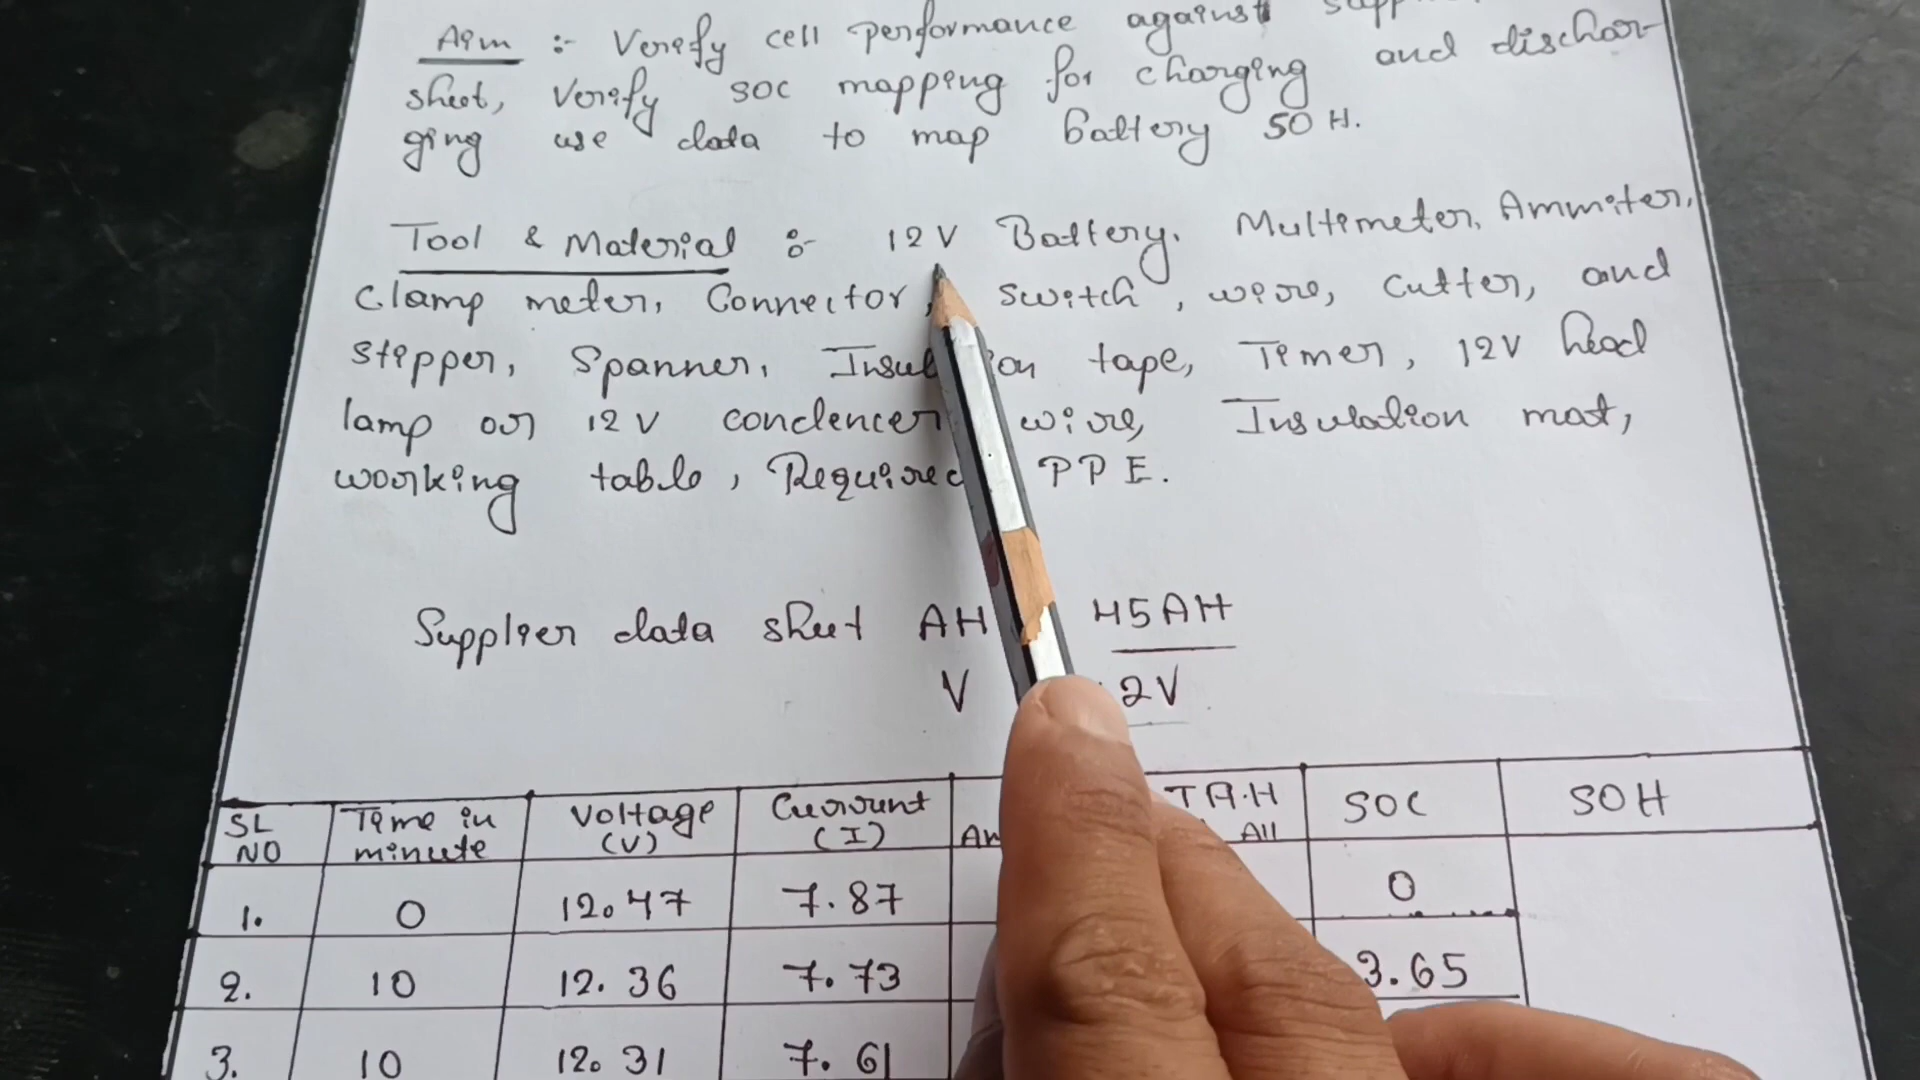 Aim :- Verify cell performance against
sheet, Verify SOC mapping for charging and dischar
ging use data to map battery SOH.
Tool & Material :- 12V Battery. Multimeter, Ammiter,
Clamp meter, Connector, Switch, wire, Cutter, and
Stipper, Spanner, tape, Timer, 12V head
lamp or 12V condencer wire, Insulation mat,
working table, PPE.
Supplier data sheet AH 45AH
V 2V
SL NO Time in minute Voltage (V) Current (I) T A.H SOC SOH
1. 0 12.47 7.87 0
2. 10 12.36 7.73 3.65
3. 10 12.31 7.61